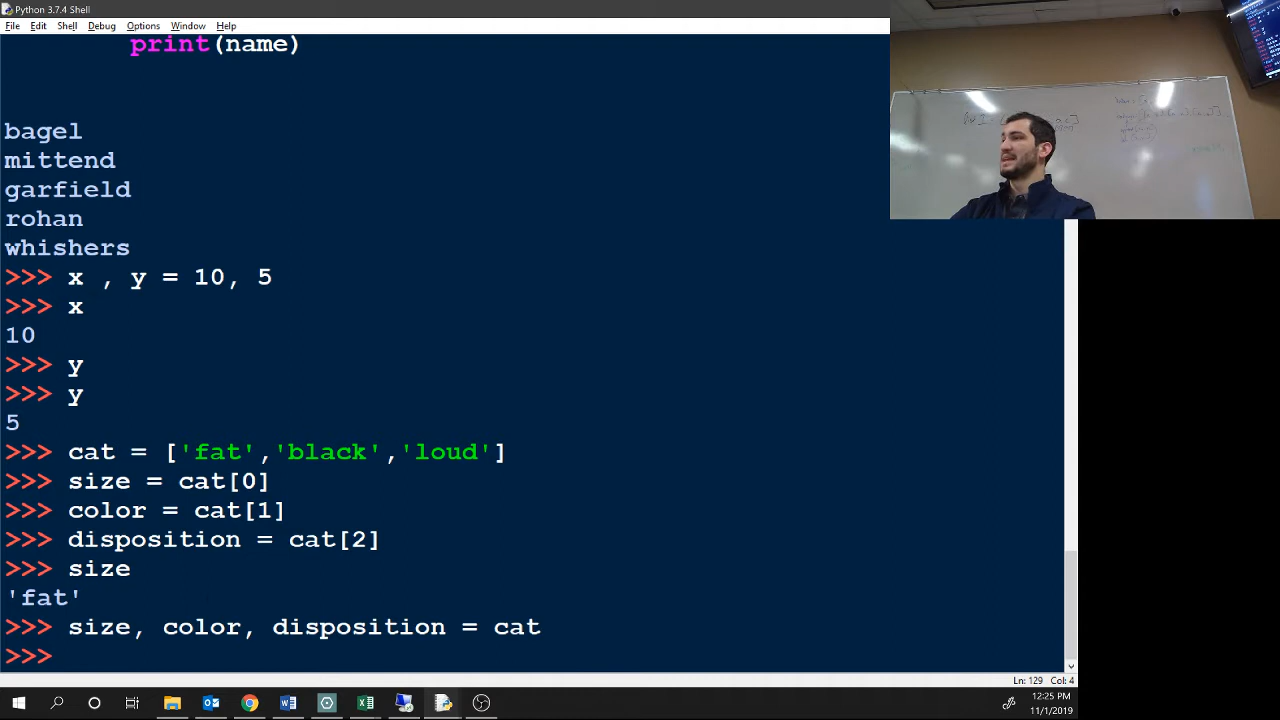 Python 3.7.4 Shell
File Edit Shell Debug Options Window Help
print(name)
bagel
mittend
garfield
rohan
whishers
>>> x , y = 10, 5
>>> x
10
>>> y
>>> y
5
>>> cat = ['fat','black','loud']
>>> size = cat[0]
>>> color = cat[1]
>>> disposition = cat[2]
>>> size
'fat'
>>> size, color, disposition = cat
>>>
Ln: 129 Col: 4
12:25 PM
11/1/2019